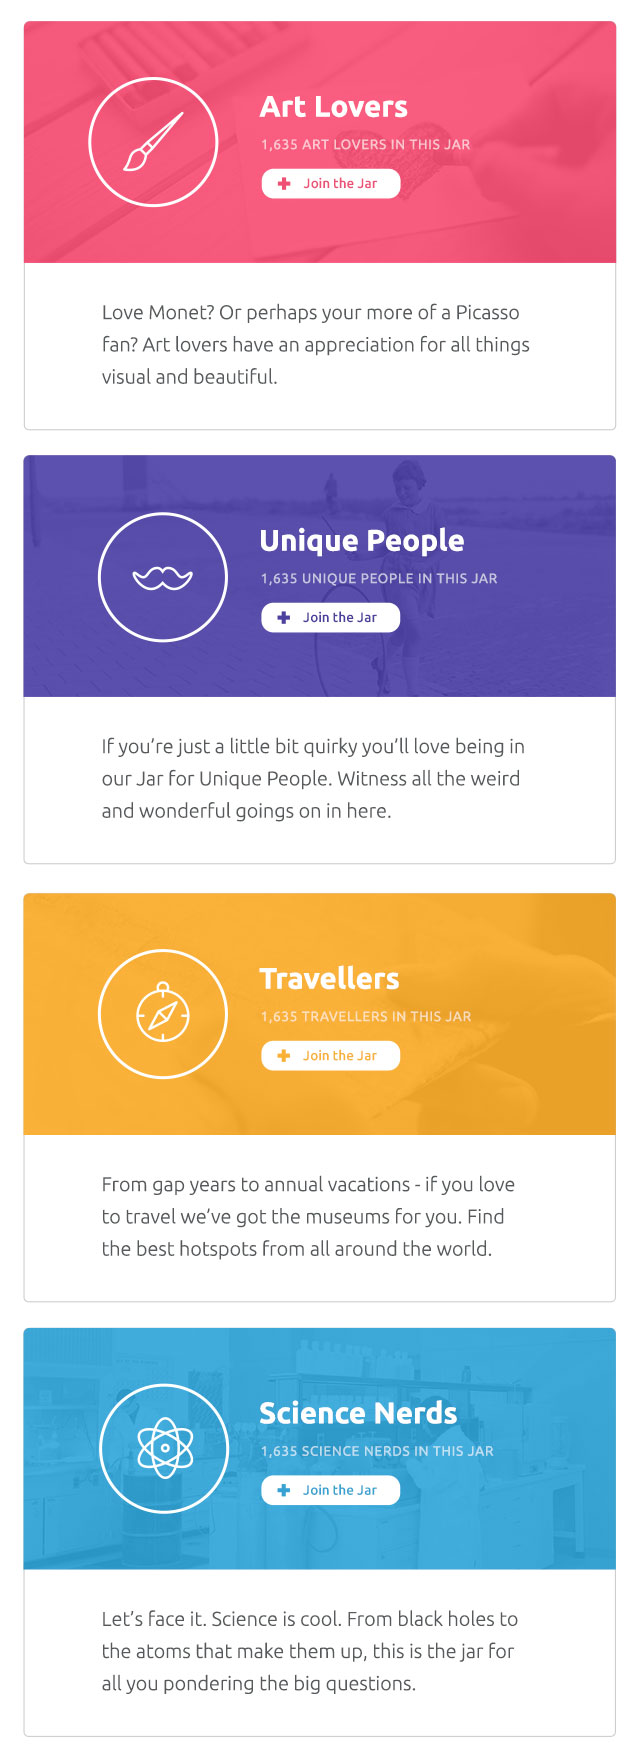 Art Lovers
1,635 ART LOVERS IN THIS JAR
Join the Jar
Love Monet? Or perhaps your more of a Picasso
fan? Art lovers have an appreciation for all things
visual and beautiful.
Unique People
1,635 UNIQUE PEOPLE IN THIS JAR
Join the Jar
If you’re just a little bit quirky you’ll love being in
our Jar for Unique People. Witness all the weird
and wonderful goings on in here.
Travellers
1,635 TRAVELLERS IN THIS JAR
Join the Jar
From gap years to annual vacations - if you love
to travel we’ve got the museums for you. Find
the best hotspots from all around the world.
Science Nerds
1,635 SCIENCE NERDS IN THIS JAR
Join the Jar
Let’s face it. Science is cool. From black holes to
the atoms that make them up, this is the jar for
all you pondering the big questions.